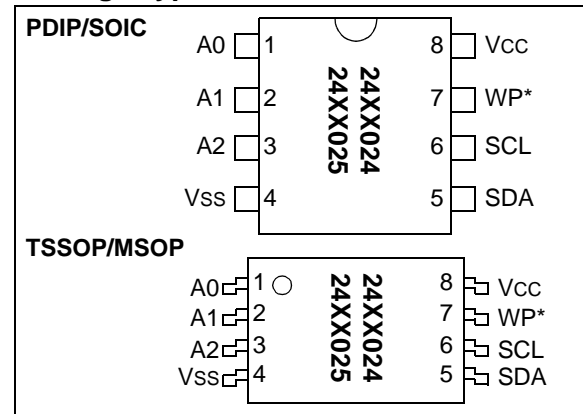 PDIP/SOIC
A0 1 8 VCC
A1 2 7 WP*
A2 3 6 SCL
VSS 4 5 SDA
24XX024
24XX025
TSSOP/MSOP
A0 1 8 VCC
A1 2 7 WP*
A2 3 6 SCL
VSS 4 5 SDA
24XX024
24XX025